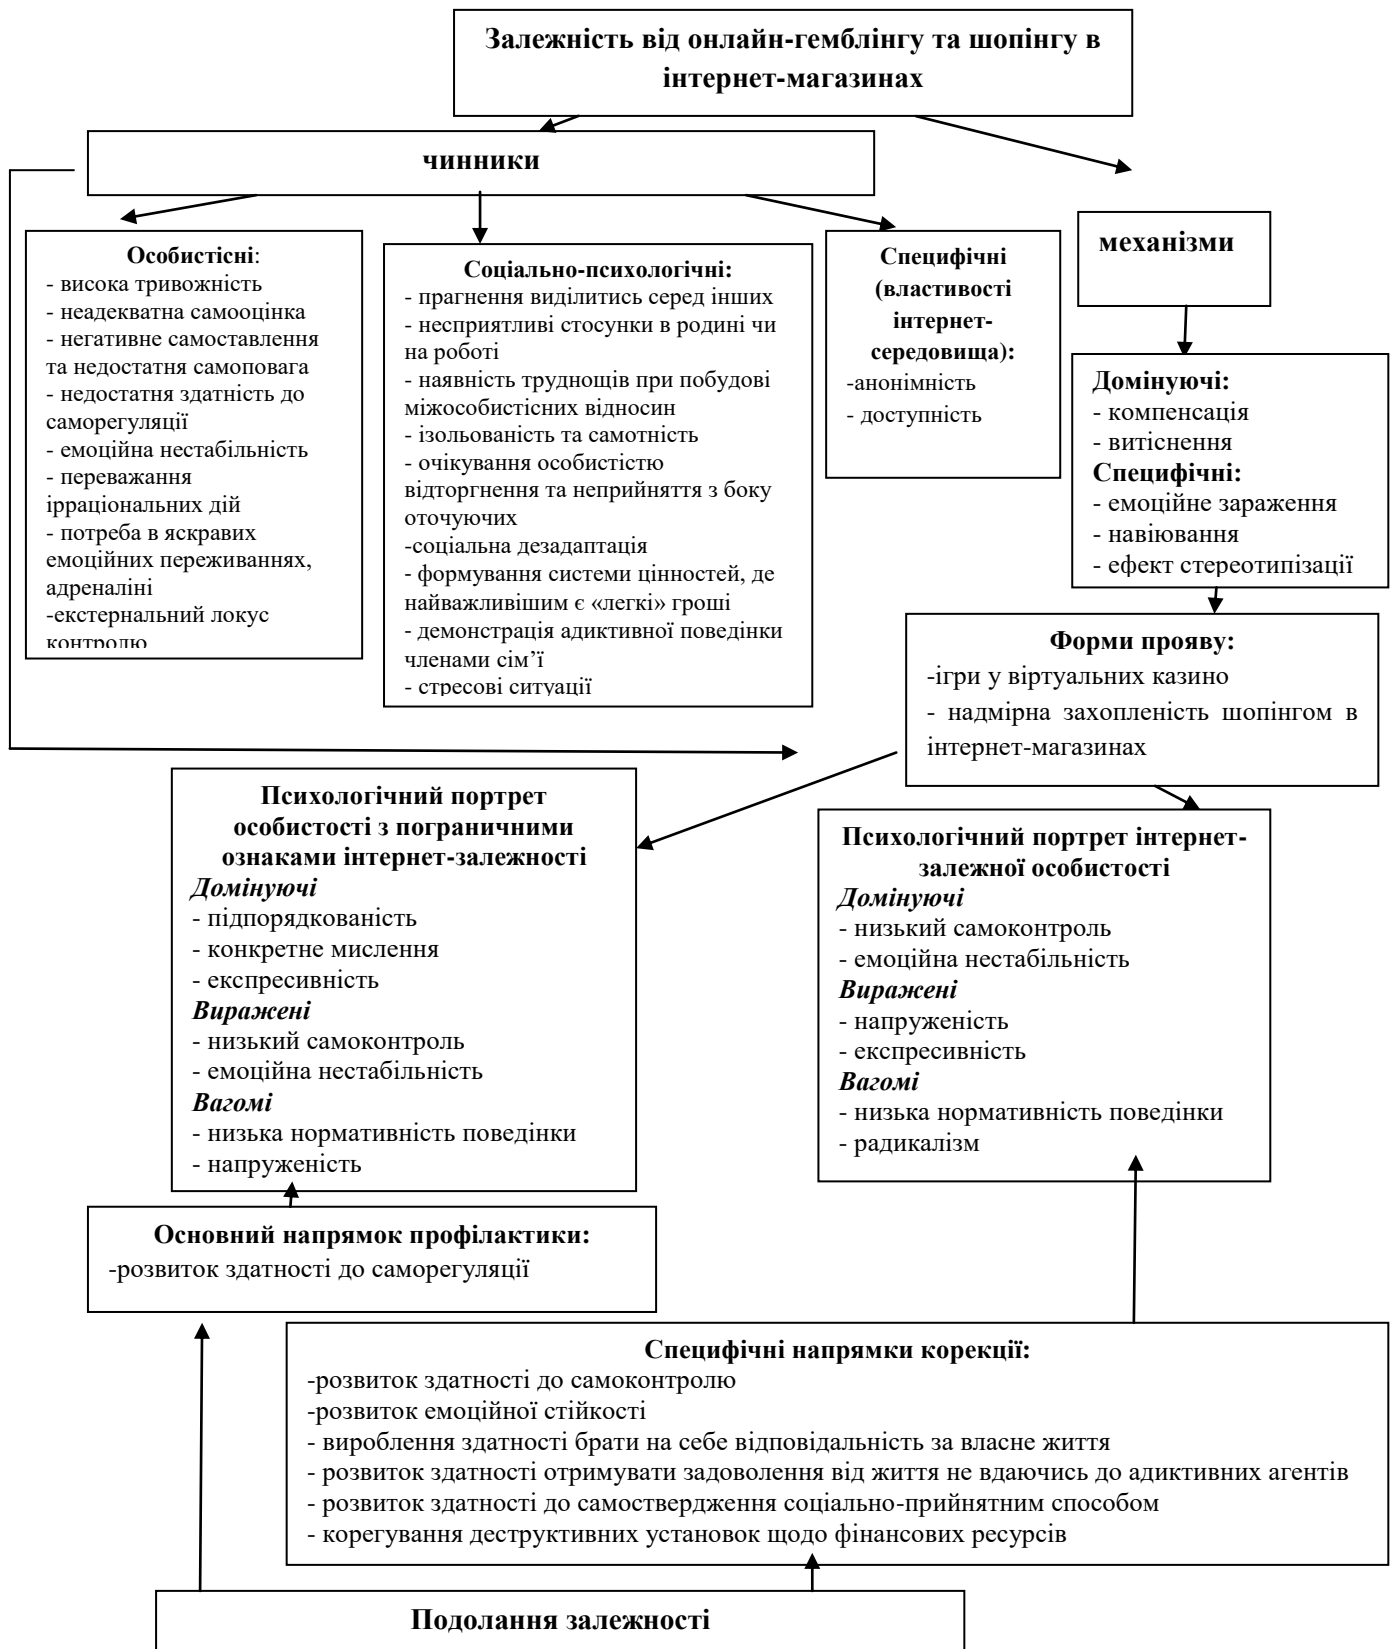 Залежність від онлайн-гемблінгу та шопінгу в
інтернет-магазинах
чинники
механізми
Особистісні:
- висока тривожність
- неадекватна самооцінка
- негативне самоставлення
та недостатня самоповага
- недостатня здатність до
саморегуляції
- емоційна нестабільність
- переважання
ірраціональних дій
- потреба в яскравих
емоційних переживаннях,
адреналіні
-екстернальний локус
контролю
Соціально-психологічні:
- прагнення виділитись серед інших
- несприятливі стосунки в родині чи
на роботі
- наявність труднощів при побудові
міжособистісних відносин
- ізольованість та самотність
- очікування особистістю
відторгнення та неприйняття з боку
оточуючих
-соціальна дезадаптація
- формування системи цінностей, де
найважливішим є «легкі» гроші
- демонстрація адиктивної поведінки
членами сім’ї
- стресові ситуації
Специфічні
(властивості
інтернет-
середовища):
-анонімність
- доступність
Домінуючі:
- компенсація
- витіснення
Специфічні:
- емоційне зараження
- навіювання
- ефект стереотипізації
Форми прояву:
-ігри у віртуальних казино
- надмірна захопленість шопінгом в
інтернет-магазинах
Психологічний портрет
особистості з пограничними
ознаками інтернет-залежності
Домінуючі
- підпорядкованість
- конкретне мислення
- експресивність
Виражені
- низький самоконтроль
- емоційна нестабільність
Вагомі
- низька нормативність поведінки
- напруженість
Психологічний портрет інтернет-
залежної особистості
Домінуючі
- низький самоконтроль
- емоційна нестабільність
Виражені
- напруженість
- експресивність
Вагомі
- низька нормативність поведінки
- радикалізм
Основний напрямок профілактики:
-розвиток здатності до саморегуляції
Специфічні напрямки корекції:
-розвиток здатності до самоконтролю
-розвиток емоційної стійкості
- вироблення здатності брати на себе відповідальність за власне життя
- розвиток здатності отримувати задоволення від життя не вдаючись до адиктивних агентів
- розвиток здатності до самоствердження соціально-прийнятним способом
- корегування деструктивних установок щодо фінансових ресурсів
Подолання залежності